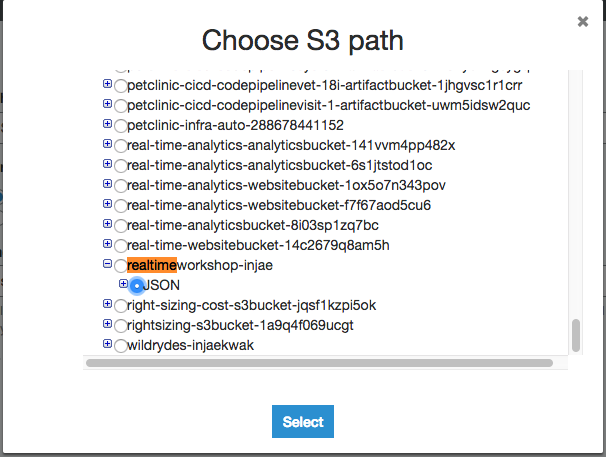 Choose S3 path
petclinic-cicd-codepipelinevet-18i-artifactbucket-1jhgvsc1r1crr
petclinic-cicd-codepipelinevisit-1-artifactbucket-uwm5idsw2quc
petclinic-infra-auto-288678441152
real-time-analytics-analyticsbucket-141vvm4pp482x
real-time-analytics-analyticsbucket-6s1jtstod1oc
real-time-analytics-websitebucket-1ox5o7n343pov
real-time-analytics-websitebucket-f7f67aod5cu6
real-time-analyticsbucket-8i03sp1zq7bc
real-time-websitebucket-14c2679q8am5h
realtimeworkshop-injae
JSON
right-sizing-cost-s3bucket-jqsf1kzpi5ok
rightsizing-s3bucket-1a9q4f069ucgt
wildrydes-injaekwak
Select